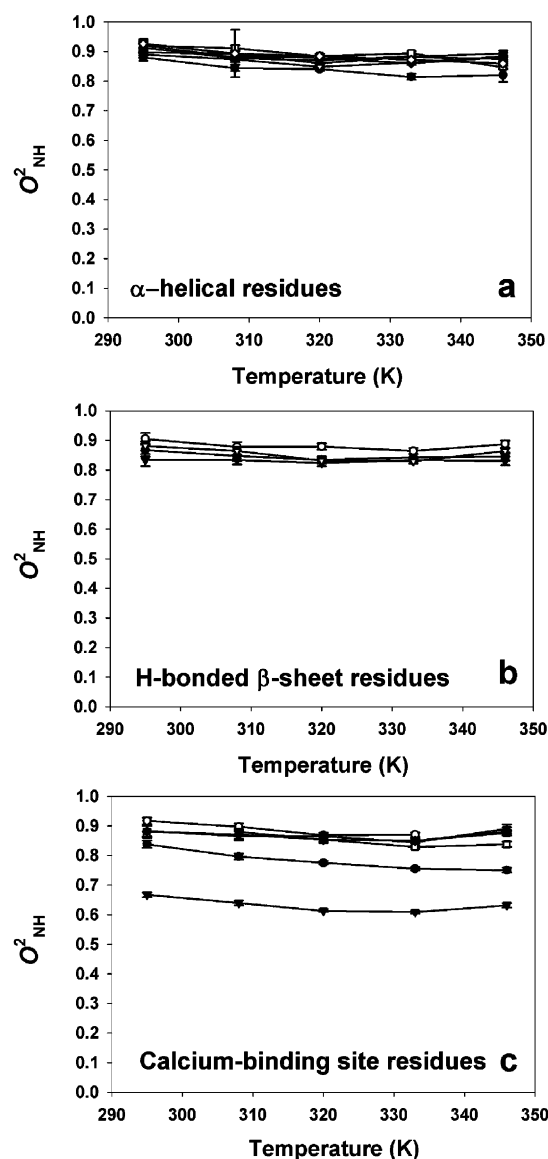 1.0
0.9
0.8
0.7
0.6
0.5
0.4
0.3
0.2
0.1
0.0
O²NH
α–helical residues a
290 300 310 320 330 340 350
Temperature (K)
1.0
0.9
0.8
0.7
0.6
0.5
0.4
0.3
0.2
0.1
0.0
O²NH
H-bonded β-sheet residues b
290 300 310 320 330 340 350
Temperature (K)
1.0
0.9
0.8
0.7
0.6
0.5
0.4
0.3
0.2
0.1
0.0
O²NH
Calcium-binding site residues c
290 300 310 320 330 340 350
Temperature (K)